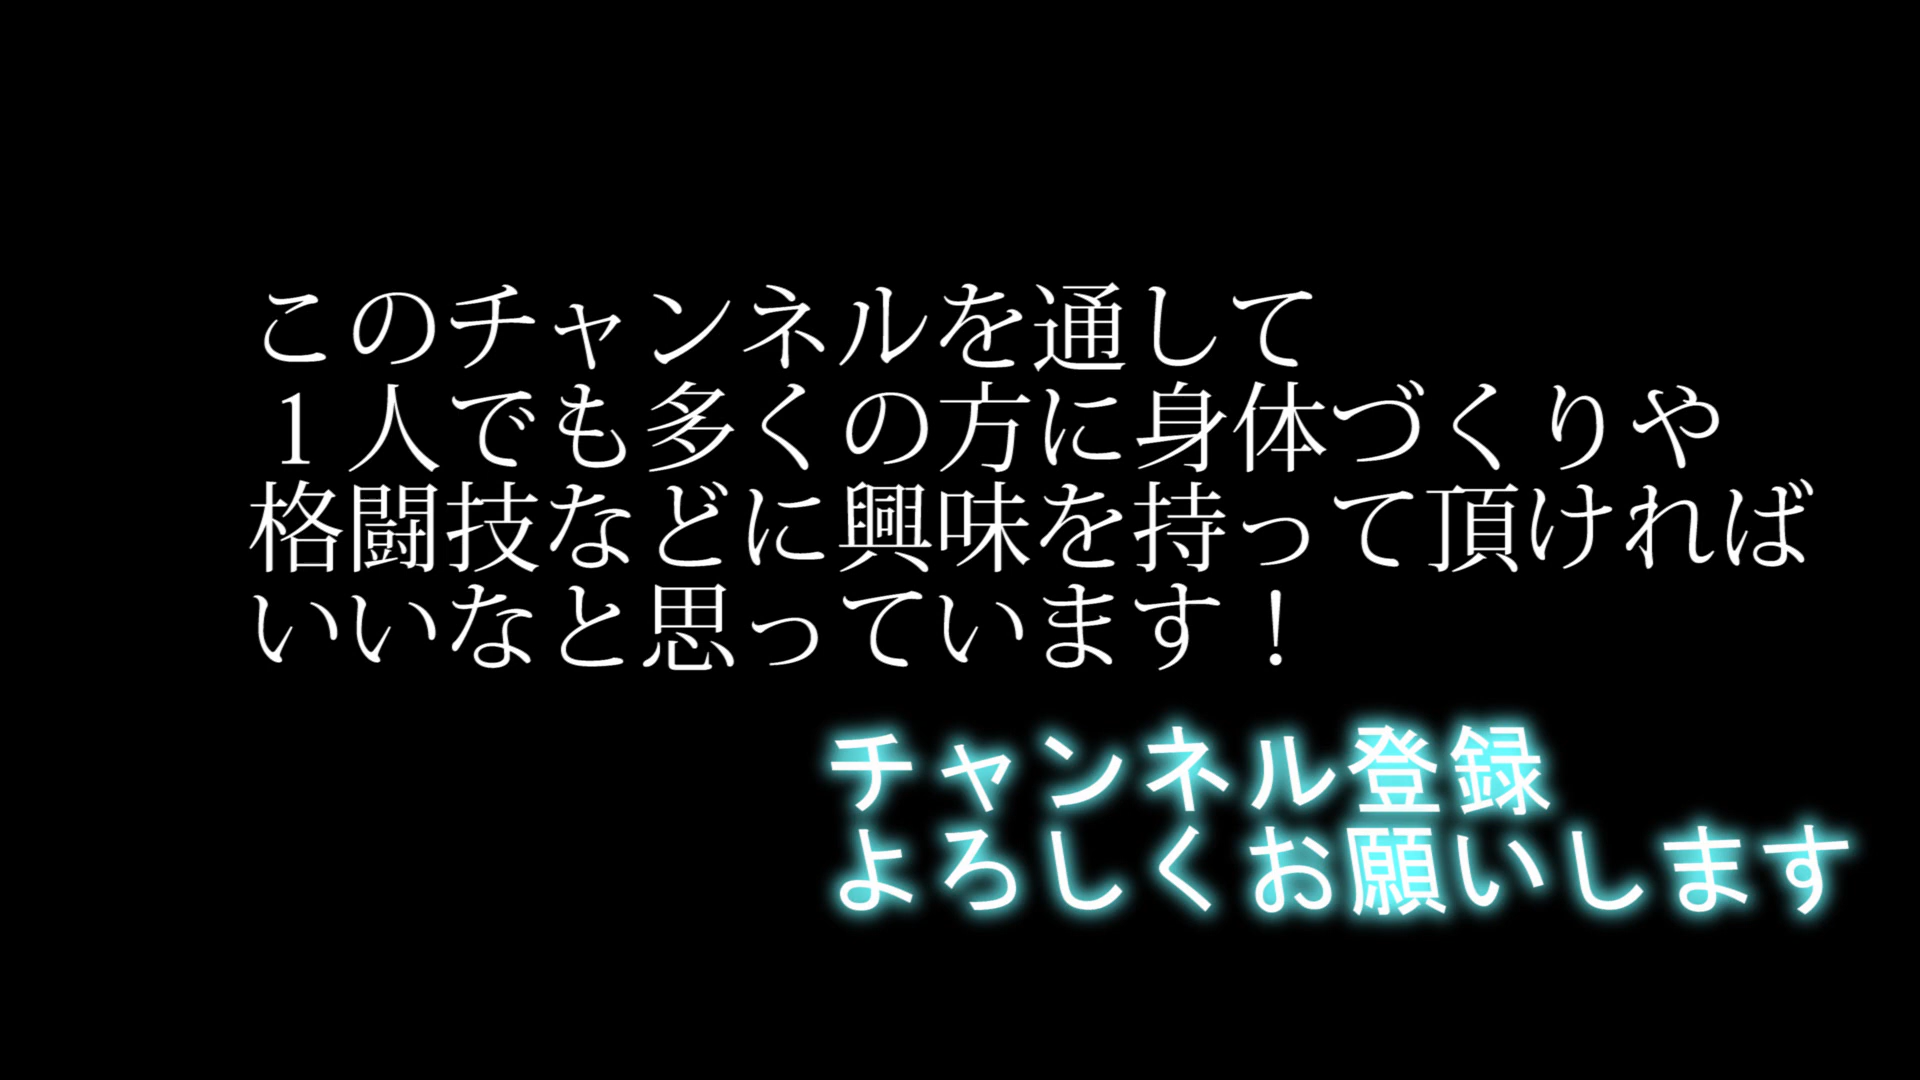 このチャンネルを通して
１人でも多くの方に身体づくりや
格闘技などに興味を持って頂ければ
いいなと思っています！
チャンネル登録
よろしくお願いします